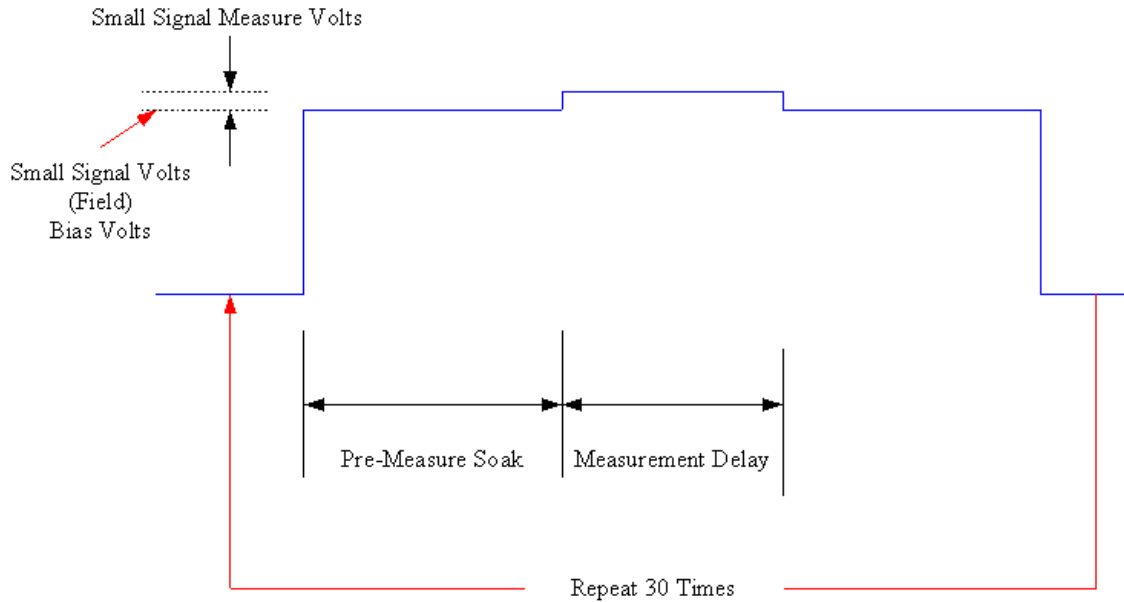 Small Signal Measure Volts
Small Signal Volts
(Field)
Bias Volts
Pre-Measure Soak
Measurement Delay
Repeat 30 Times